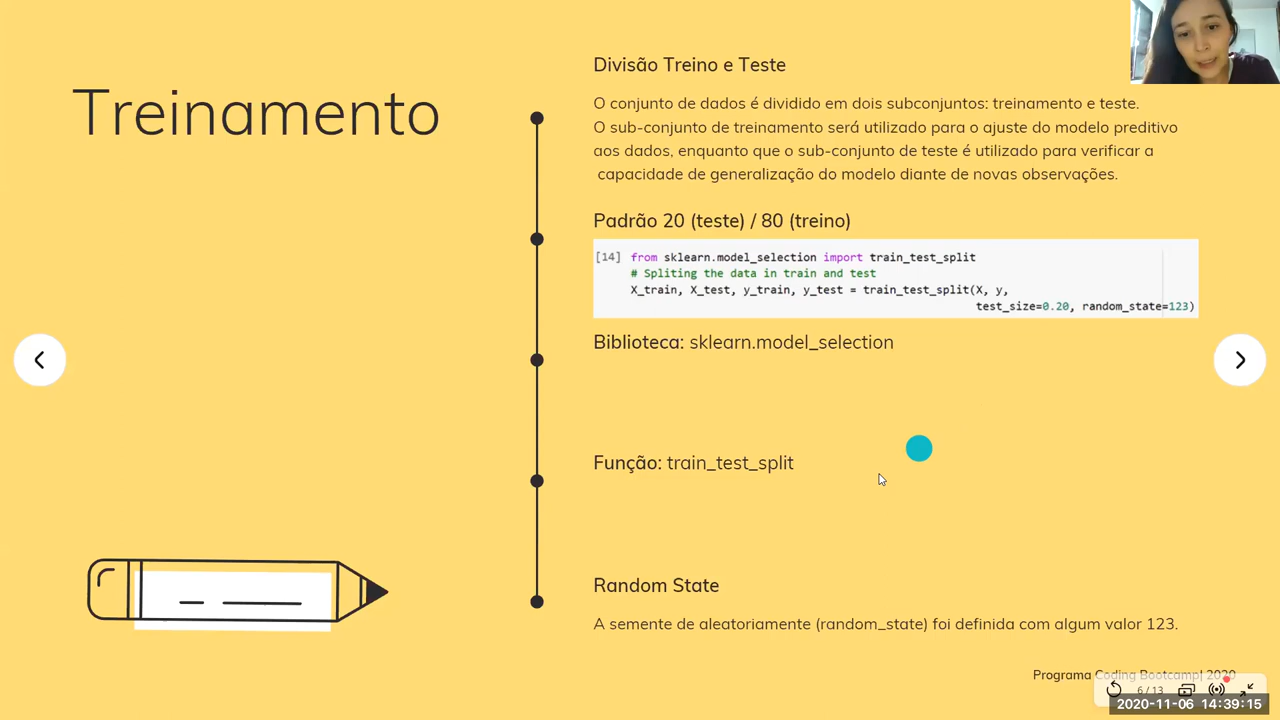 Treinamento
Divisão Treino e Teste
O conjunto de dados é dividido em dois subconjuntos: treinamento e teste.
O sub-conjunto de treinamento será utilizado para o ajuste do modelo preditivo
aos dados, enquanto que o sub-conjunto de teste é utilizado para verificar a
capacidade de generalização do modelo diante de novas observações.
Padrão 20 (teste) / 80 (treino)
[14] from sklearn.model_selection import train_test_split
# Spliting the data in train and test
X_train, X_test, y_train, y_test = train_test_split(X, y,
test_size=0.20, random_state=123)
Biblioteca: sklearn.model_selection
Função: train_test_split
Random State
A semente de aleatoriamente (random_state) foi definida com algum valor 123.
Programa Coding Bootcamp| 2020
6 / 13
2020-11-06 14:39:15